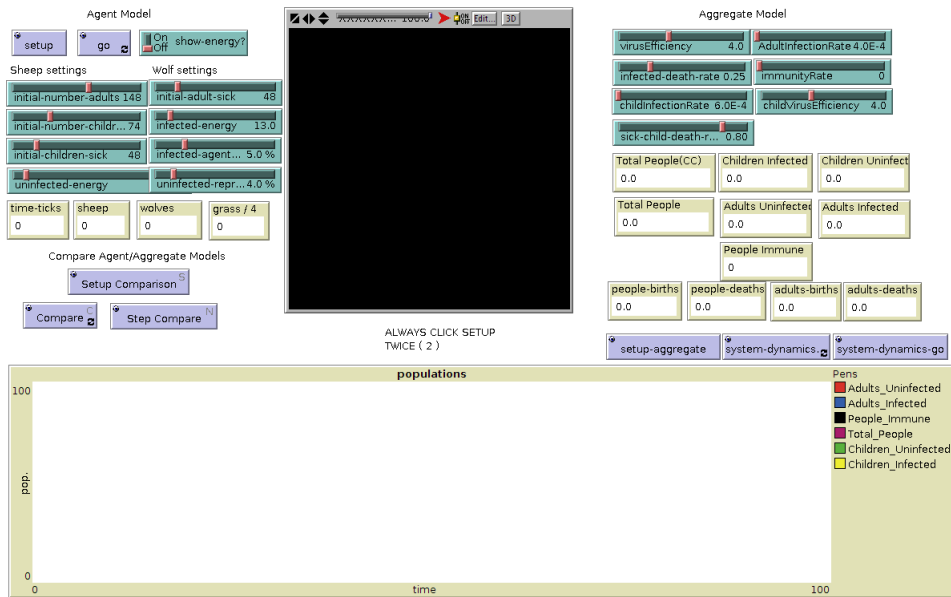 Agent Model
setup
go
On
Off
show-energy?
Sheep settings
Wolf settings
initial-number-adults 148
initial-adult-sick 48
initial-number-childr... 74
infected-energy 13.0
initial-children-sick 48
infected-agent... 5.0 %
uninfected-energy
uninfected-repr... 4.0 %
time-ticks
0
sheep
0
wolves
0
grass / 4
0
Compare Agent/Aggregate Models
Setup Comparison S
Compare C
Step Compare N
100.0
ON
OFF
Edit...
3D
ALWAYS CLICK SETUP
TWICE ( 2 )
Aggregate Model
virusEfficiency 4.0
AdultInfectionRate 4.0E-4
infected-death-rate 0.25
immunityRate 0
childInfectionRate 6.0E-4
childVirusEfficiency 4.0
sick-child-death-r... 0.80
Total People(CC)
0.0
Children Infected
0.0
Children Uninfect
0.0
Total People
0.0
Adults Uninfected
0.0
Adults Infected
0.0
People Immune
0
people-births
0.0
people-deaths
0.0
adults-births
0.0
adults-deaths
0.0
setup-aggregate
system-dynamics.
system-dynamics-go
populations
100
pop.
0
0
time
100
Pens
Adults_Uninfected
Adults_Infected
People_Immune
Total_People
Children_Uninfected
Children_Infected